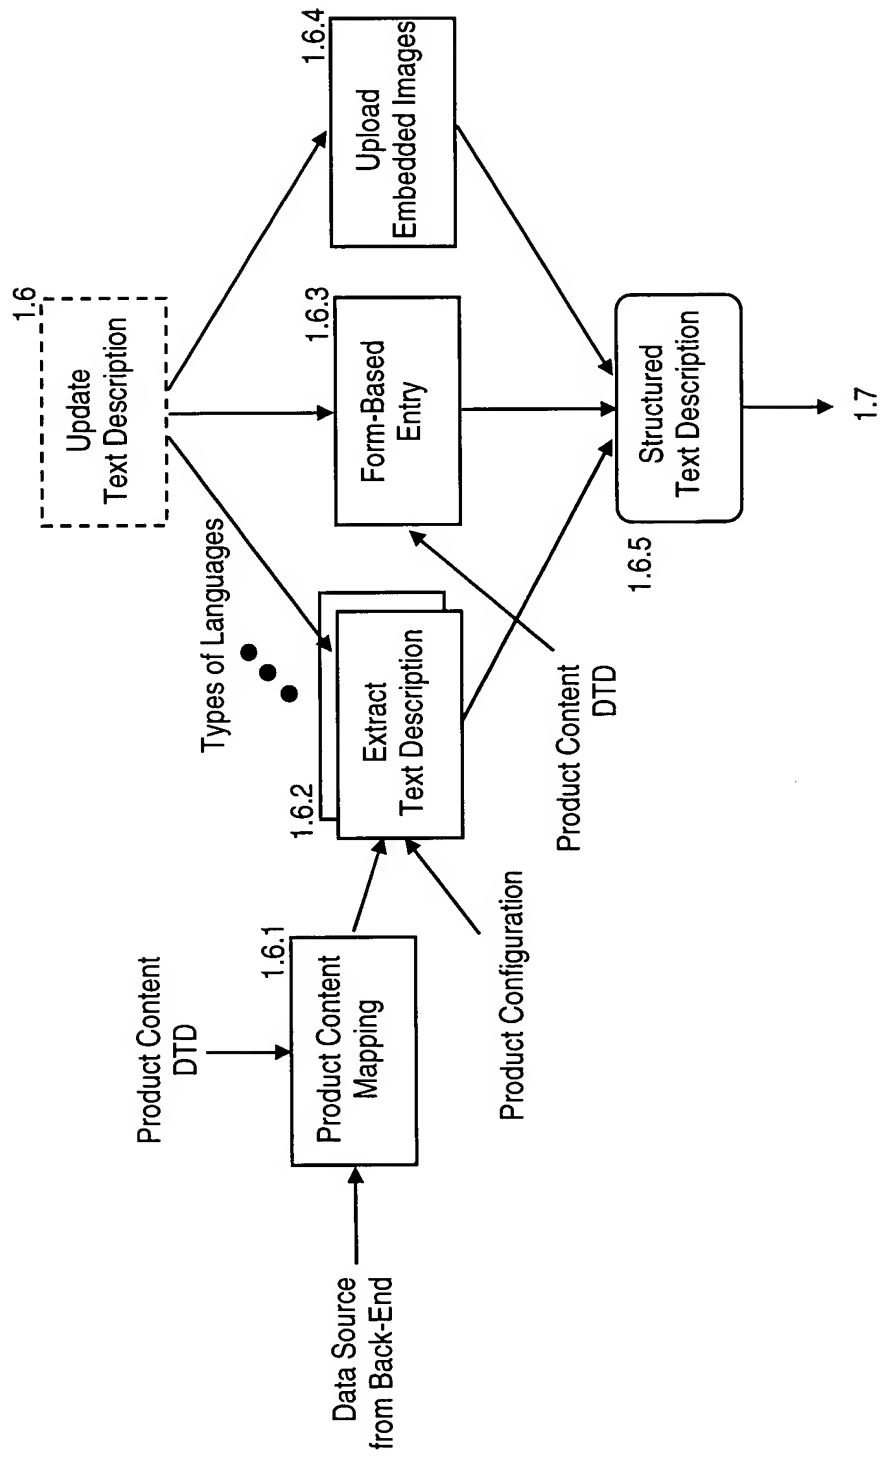 1.6
Update
Text Description
Types of Languages
1.6.4
Upload
Embedded Images
1.6.3
Form-Based
Entry
1.6.2
Extract
Text Description
1.6.1
Product Content
Mapping
Product Content
DTD
Data Source
from Back-End
Product Configuration
Product Content
DTD
1.6.5
Structured
Text Description
1.7